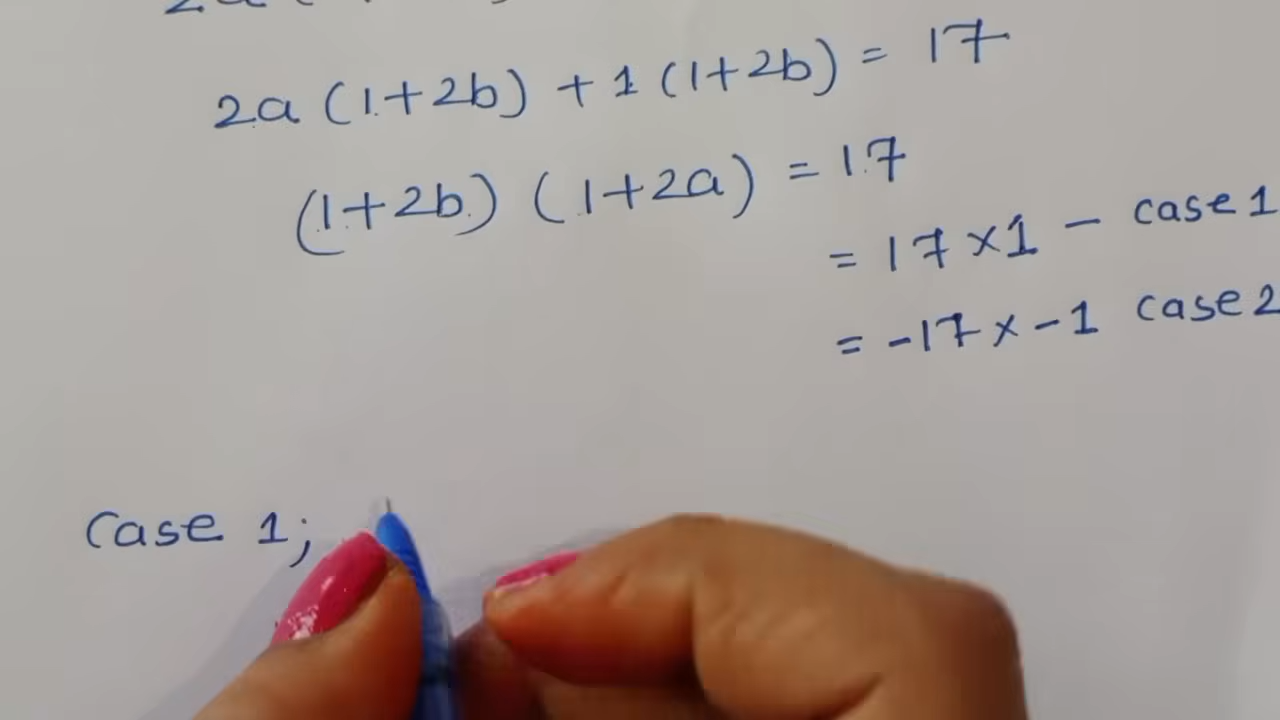 2a (1+2b) + 1 (1+2b) = 17
(1+2b) (1+2a) = 17
= 17 × 1 – case 1
= -17 × -1 case 2
Case 1;